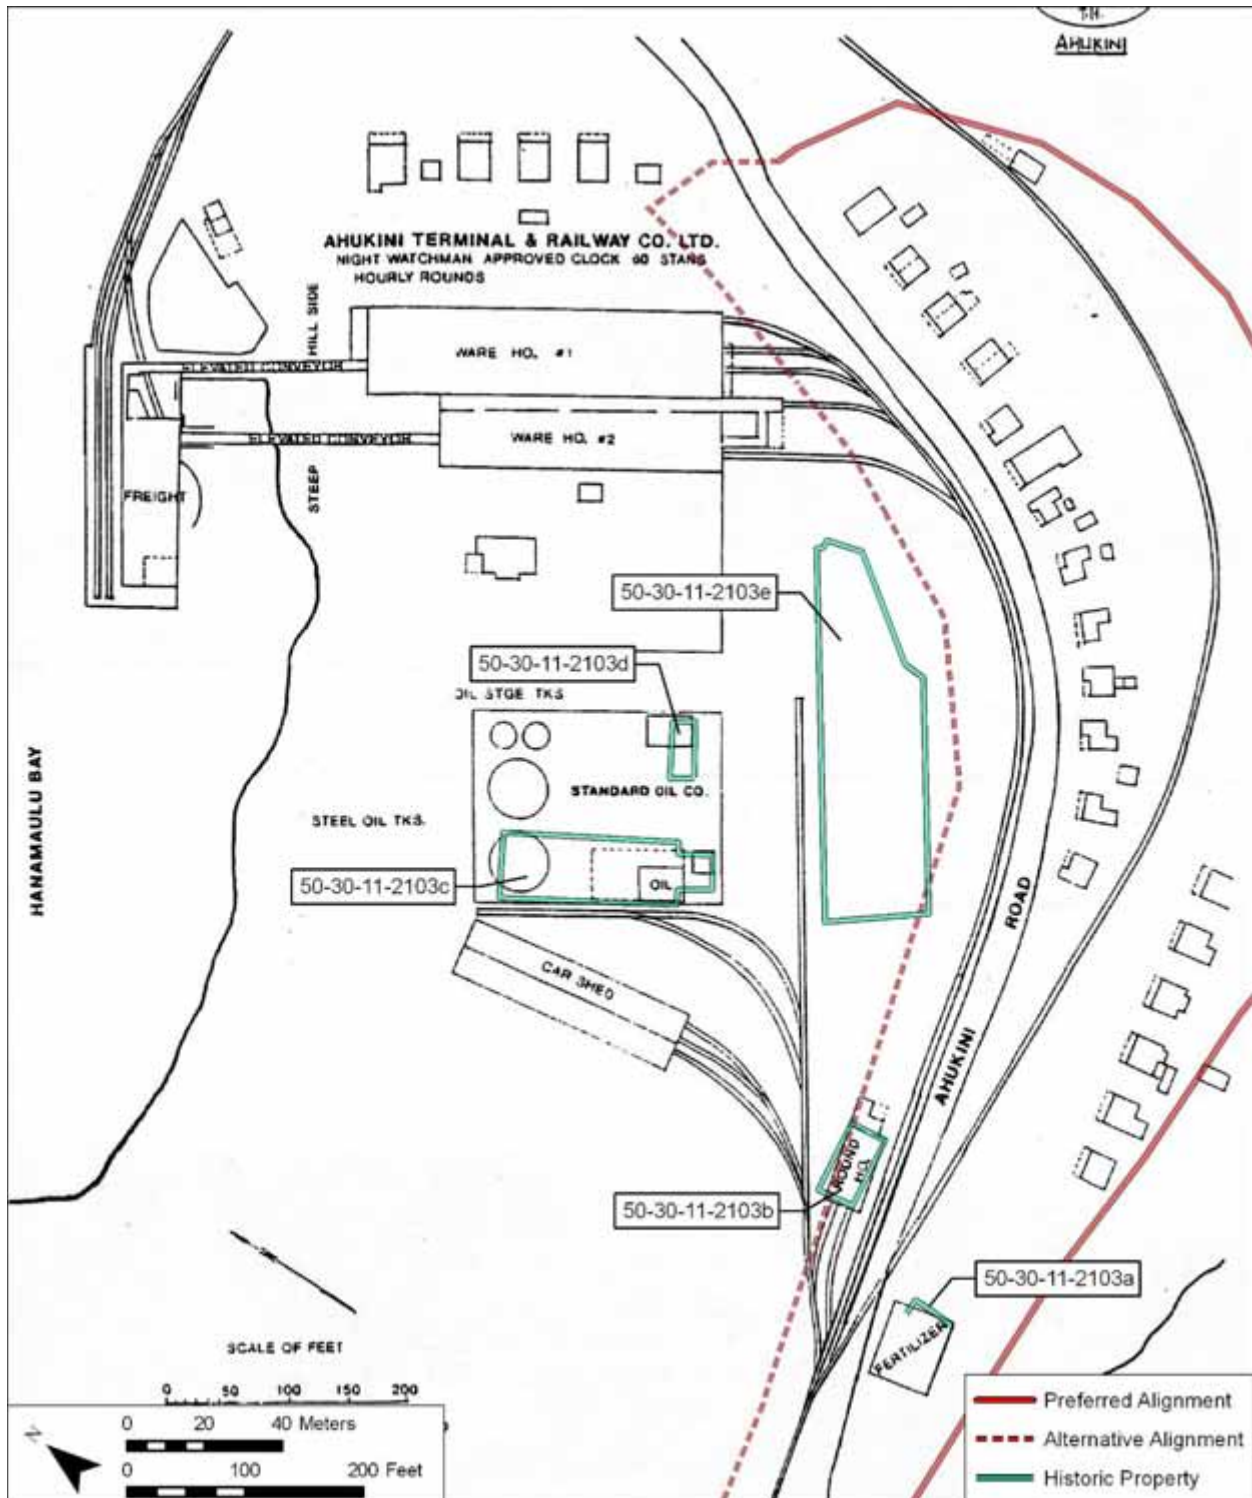 T.H.
AHUKINI
AHUKINI TERMINAL & RAILWAY CO. LTD.
NIGHT WATCHMAN APPROVED CLOCK 60 STANS
HOURLY ROUNDS
HILL SIDE
STEEP
WARE HO. #1
ELEVATED CONVEYOR
WARE HO. #2
ELEVATED CONVEYOR
FREIGHT
50-30-11-2103e
50-30-11-2103d
OIL STGE TKS
STANDARD OIL CO.
STEEL OIL TKS.
50-30-11-2103c
OIL
HANAMAULU BAY
CAR SHED
AHUKINI ROAD
ROUND
HO.
50-30-11-2103b
50-30-11-2103a
FERTILIZER
SCALE OF FEET
0 50 100 150 200
N
0 20 40 Meters
0 100 200 Feet
Preferred Alignment
Alternative Alignment
Historic Property